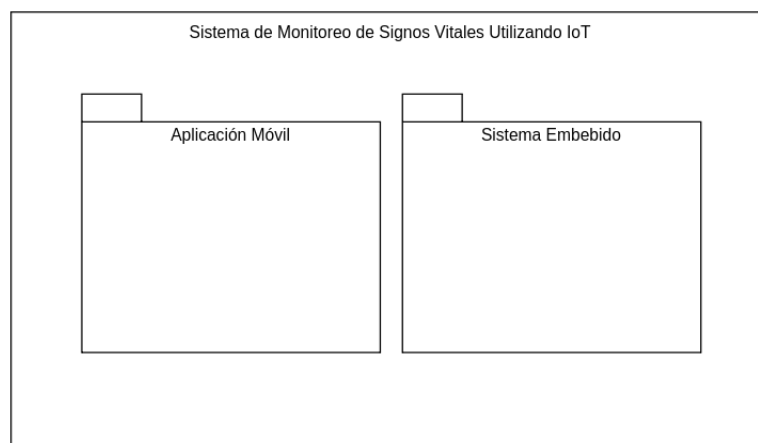 Sistema de Monitoreo de Signos Vitales Utilizando IoT
Aplicación Móvil
Sistema Embebido